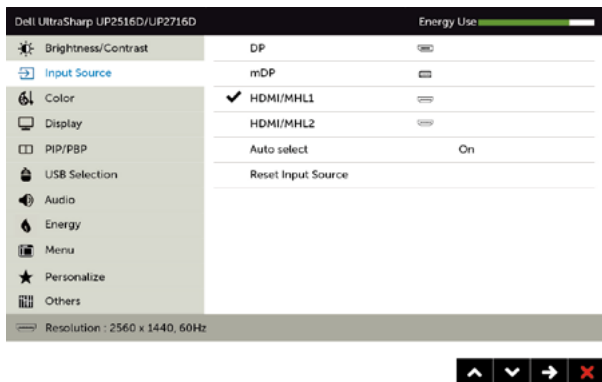 Dell UltraSharp UP2516D/UP2716D Energy Use
Brightness/Contrast DP
Input Source mDP
Color HDMI/MHL1
Display HDMI/MHL2
PIP/PBP Auto select On
USB Selection Reset Input Source
Audio
Energy
Menu
Personalize
Others
Resolution : 2560 x 1440, 60Hz